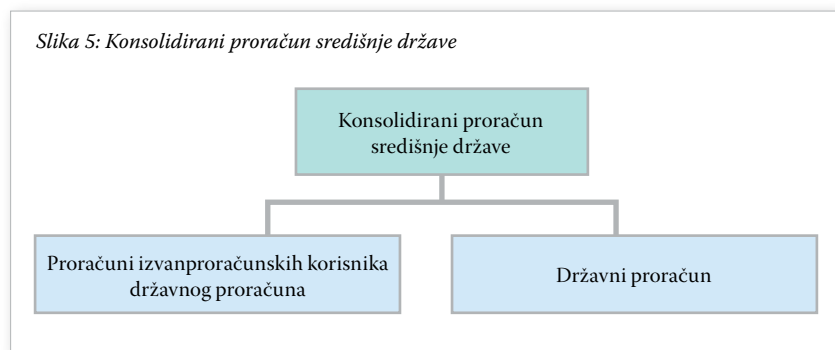 Slika 5: Konsolidirani proračun središnje države
Konsolidirani proračun
središnje države
Proračuni izvanproračunskih korisnika
državnog proračuna
Državni proračun